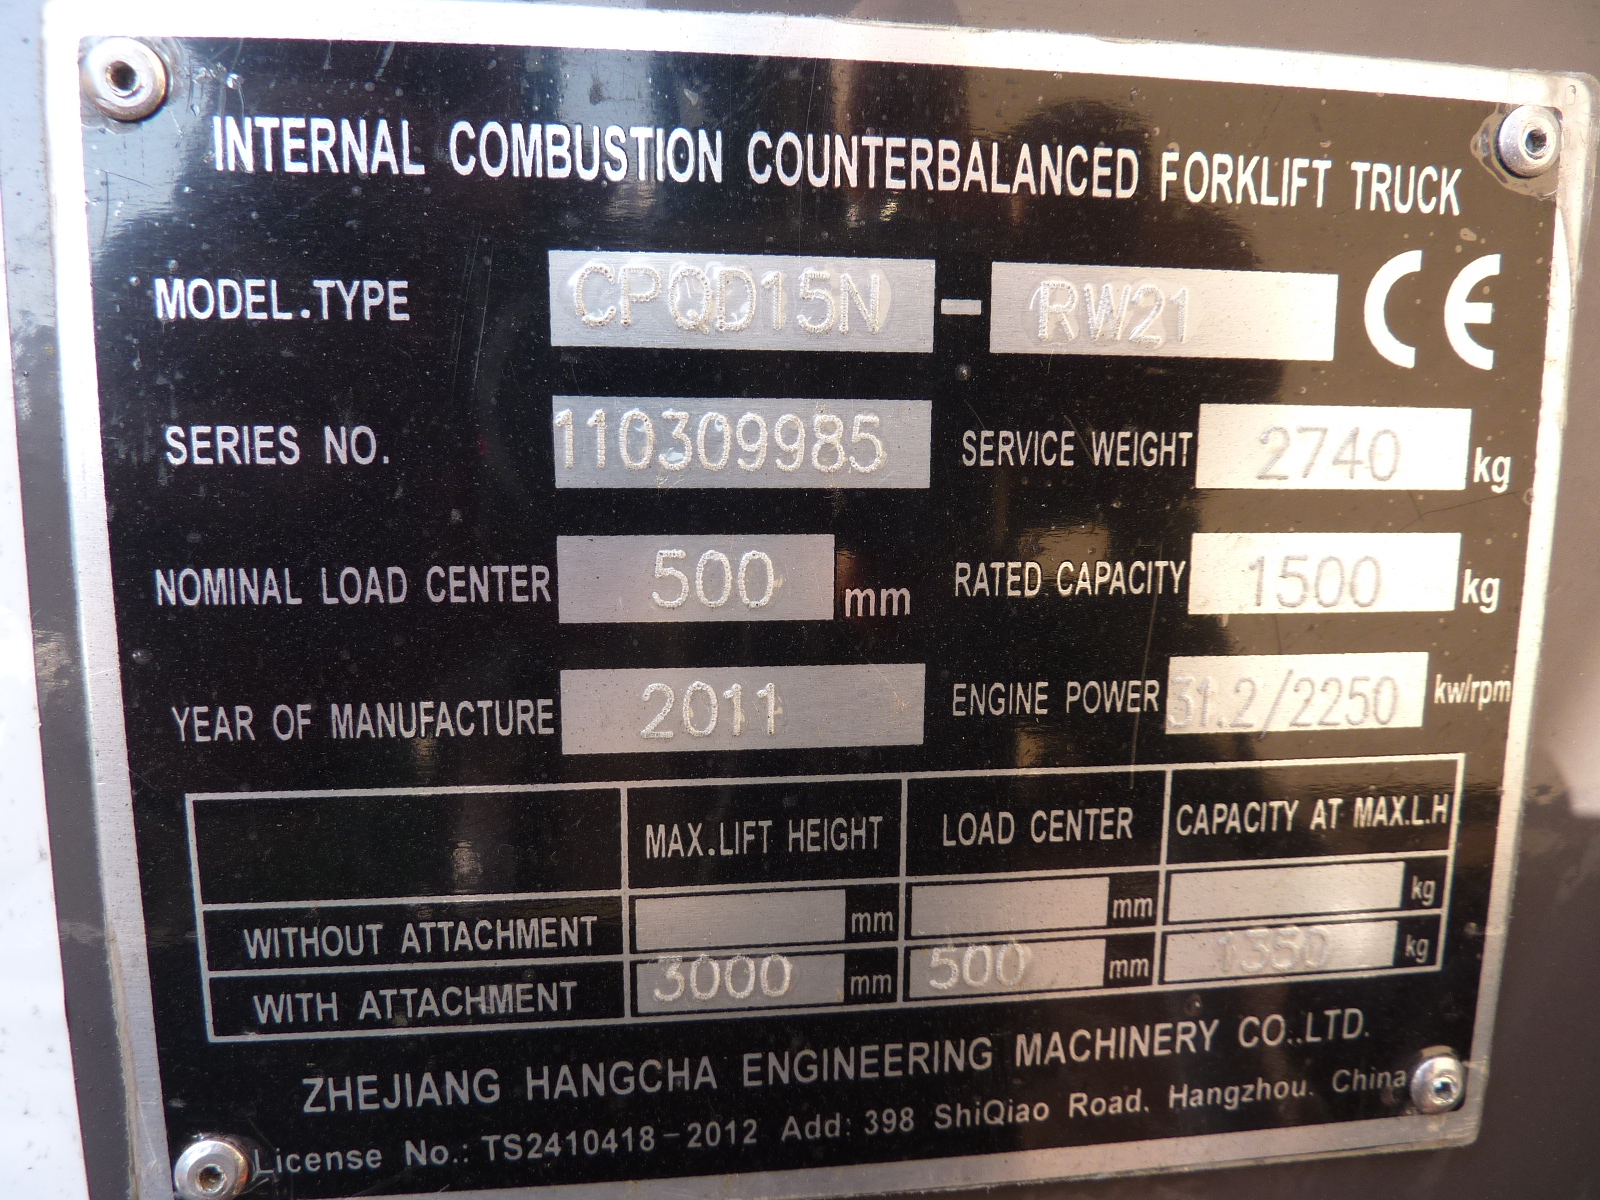 INTERNAL COMBUSTION COUNTERBALANCED FORKLIFT TRUCK
MODEL.TYPE CPQD15N - RW21 CE
SERIES NO. 110309985 SERVICE WEIGHT 2740 kg
NOMINAL LOAD CENTER 500 mm RATED CAPACITY 1500 kg
YEAR OF MANUFACTURE 2011 ENGINE POWER 31.2/2250 kw/rpm
MAX.LIFT HEIGHT LOAD CENTER CAPACITY AT MAX.L.H
WITHOUT ATTACHMENT mm mm kg
WITH ATTACHMENT 3000 mm 500 mm 1350 kg
ZHEJIANG HANGCHA ENGINEERING MACHINERY CO.,LTD.
License No.: TS2410418-2012 Add: 398 ShiQiao Road. Hangzhou. China